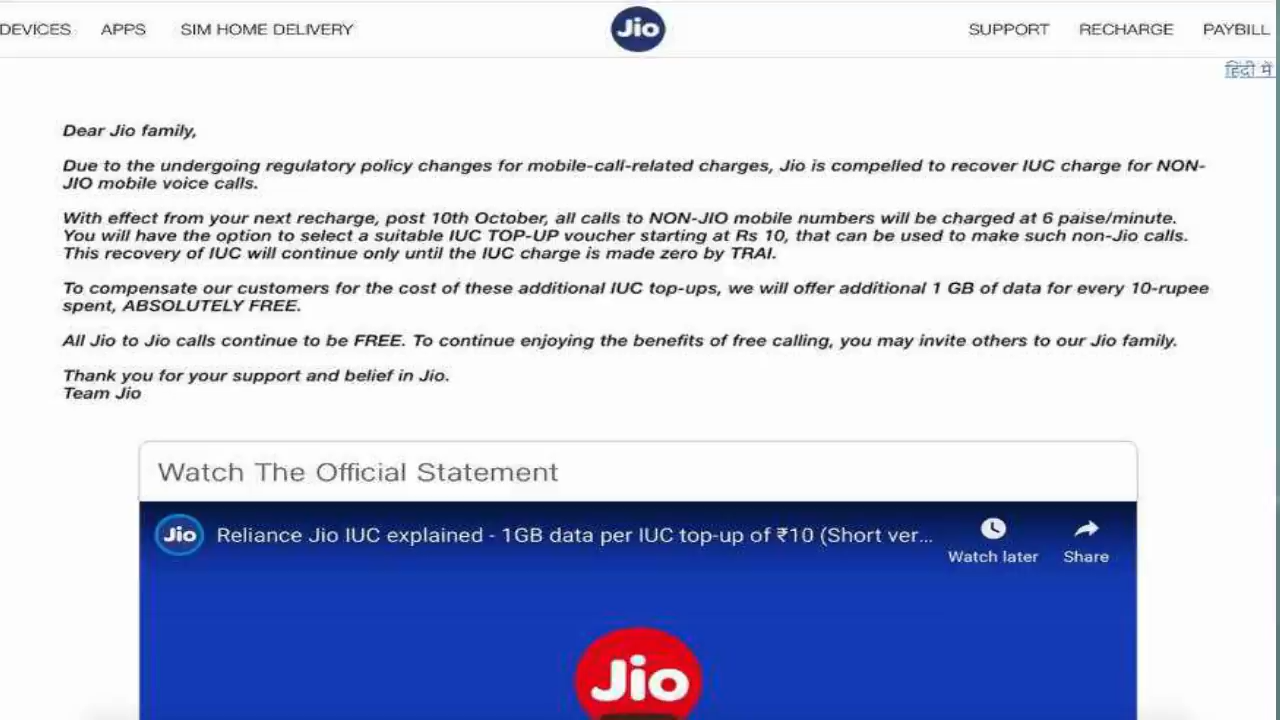 DEVICES APPS SIM HOME DELIVERY Jio SUPPORT RECHARGE PAYBILL
हिंदी में
Dear Jio family,
Due to the undergoing regulatory policy changes for mobile-call-related charges, Jio is compelled to recover IUC charge for NON-
JIO mobile voice calls.
With effect from your next recharge, post 10th October, all calls to NON-JIO mobile numbers will be charged at 6 paise/minute.
You will have the option to select a suitable IUC TOP-UP voucher starting at Rs 10, that can be used to make such non-Jio calls.
This recovery of IUC will continue only until the IUC charge is made zero by TRAI.
To compensate our customers for the cost of these additional IUC top-ups, we will offer additional 1 GB of data for every 10-rupee
spent, ABSOLUTELY FREE.
All Jio to Jio calls continue to be FREE. To continue enjoying the benefits of free calling, you may invite others to our Jio family.
Thank you for your support and belief in Jio.
Team Jio
Watch The Official Statement
Jio Reliance Jio IUC explained - 1GB data per IUC top-up of ₹10 (Short ver...
Watch later Share
Jio